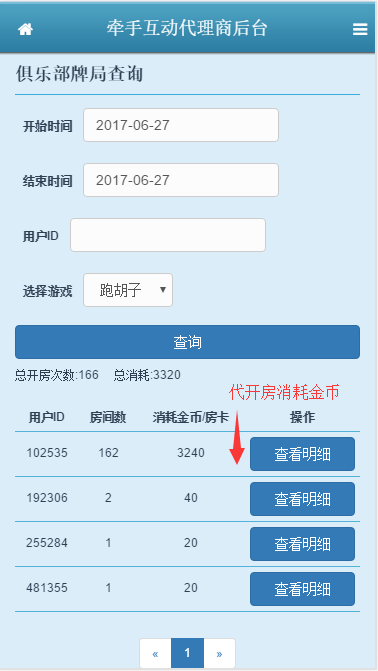 牵手互动代理商后台
俱乐部牌局查询
开始时间 2017-06-27
结束时间 2017-06-27
用户ID
选择游戏 跑胡子
查询
总开房次数:166 总消耗:3320
代开房消耗金币
用户ID 房间数 消耗金币/房卡 操作
102535 162 3240 查看明细
192306 2 40 查看明细
255284 1 20 查看明细
481355 1 20 查看明细
« 1 »